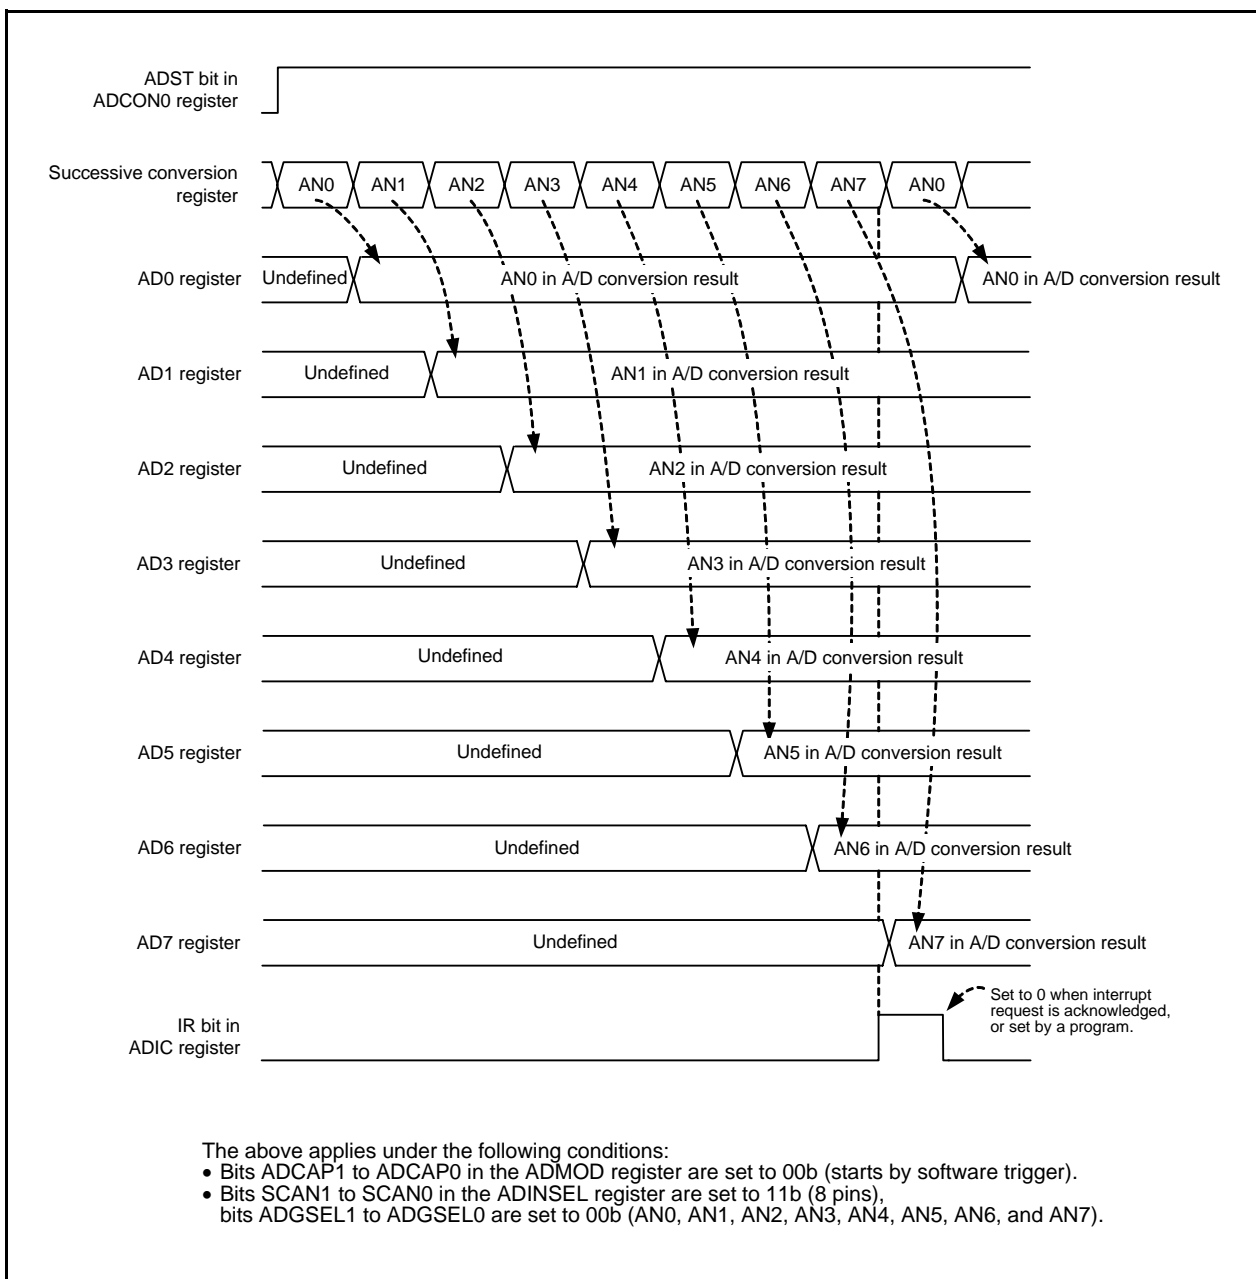 ADST bit in
ADCON0 register
Successive conversion
register
AN0 AN1 AN2 AN3 AN4 AN5 AN6 AN7 AN0
AD0 register Undefined AN0 in A/D conversion result AN0 in A/D conversion result
AD1 register Undefined AN1 in A/D conversion result
AD2 register Undefined AN2 in A/D conversion result
AD3 register Undefined AN3 in A/D conversion result
AD4 register Undefined AN4 in A/D conversion result
AD5 register Undefined AN5 in A/D conversion result
AD6 register Undefined AN6 in A/D conversion result
AD7 register Undefined AN7 in A/D conversion result
IR bit in
ADIC register
Set to 0 when interrupt
request is acknowledged,
or set by a program.
The above applies under the following conditions:
• Bits ADCAP1 to ADCAP0 in the ADMOD register are set to 00b (starts by software trigger).
• Bits SCAN1 to SCAN0 in the ADINSEL register are set to 11b (8 pins),
bits ADGSEL1 to ADGSEL0 are set to 00b (AN0, AN1, AN2, AN3, AN4, AN5, AN6, and AN7).